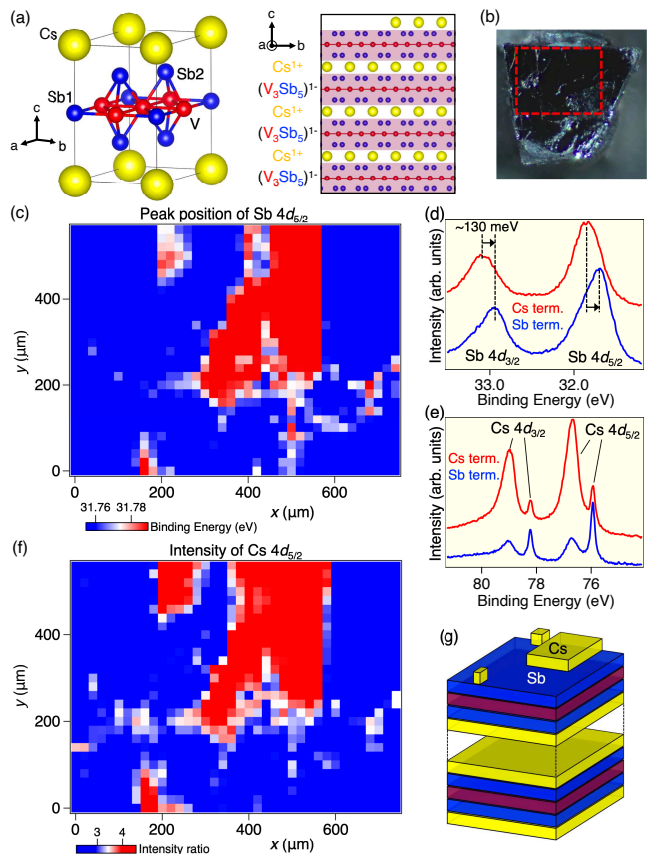 (a)
Cs
Sb2
Sb1
V
c
a
b
c
a
b
Cs1+
(V3Sb5)1-
Cs1+
(V3Sb5)1-
Cs1+
(V3Sb5)1-
(b)
(c)
Peak position of Sb 4d5/2
400
200
0
y (μm)
0
200
400
600
x (μm)
31.76
31.78
Binding Energy (eV)
(d)
~130 meV
Cs term.
Sb term.
Sb 4d3/2
Sb 4d5/2
Intensity (arb. units)
33.0
32.0
Binding Energy (eV)
(e)
Cs 4d3/2
Cs 4d5/2
Cs term.
Sb term.
Intensity (arb. units)
80
78
76
Binding Energy (eV)
(f)
Intensity of Cs 4d5/2
400
200
0
y (μm)
0
200
400
600
x (μm)
3
4
Intensity ratio
(g)
Cs
Sb